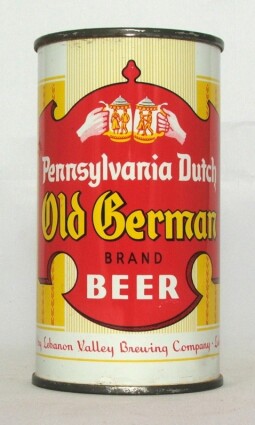 Pennsylvania Dutch
Old German
BRAND
BEER
Lebanon Valley Brewing Company